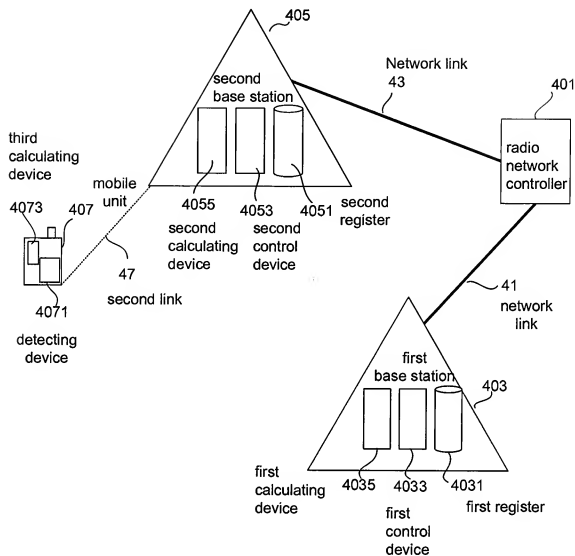 405
Network link
43
401
second
base station
radio
network
controller
third
calculating
device
mobile
unit
4073
407
4055
4053
4051
second
register
second
calculating
device
second
control
device
47
second link
4071
detecting
device
41
network
link
first
base station
403
4035
4033
4031
first
calculating
device
first register
first
control
device